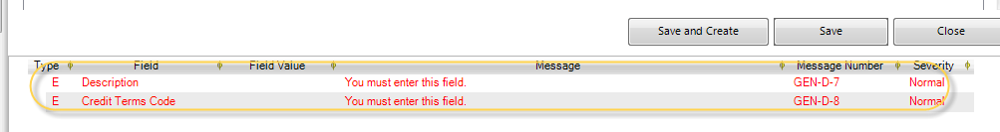 Save and Create Save Close
Type Field Field Value Message Message Number Severity
E Description You must enter this field. GEN-D-7 Normal
E Credit Terms Code You must enter this field. GEN-D-8 Normal